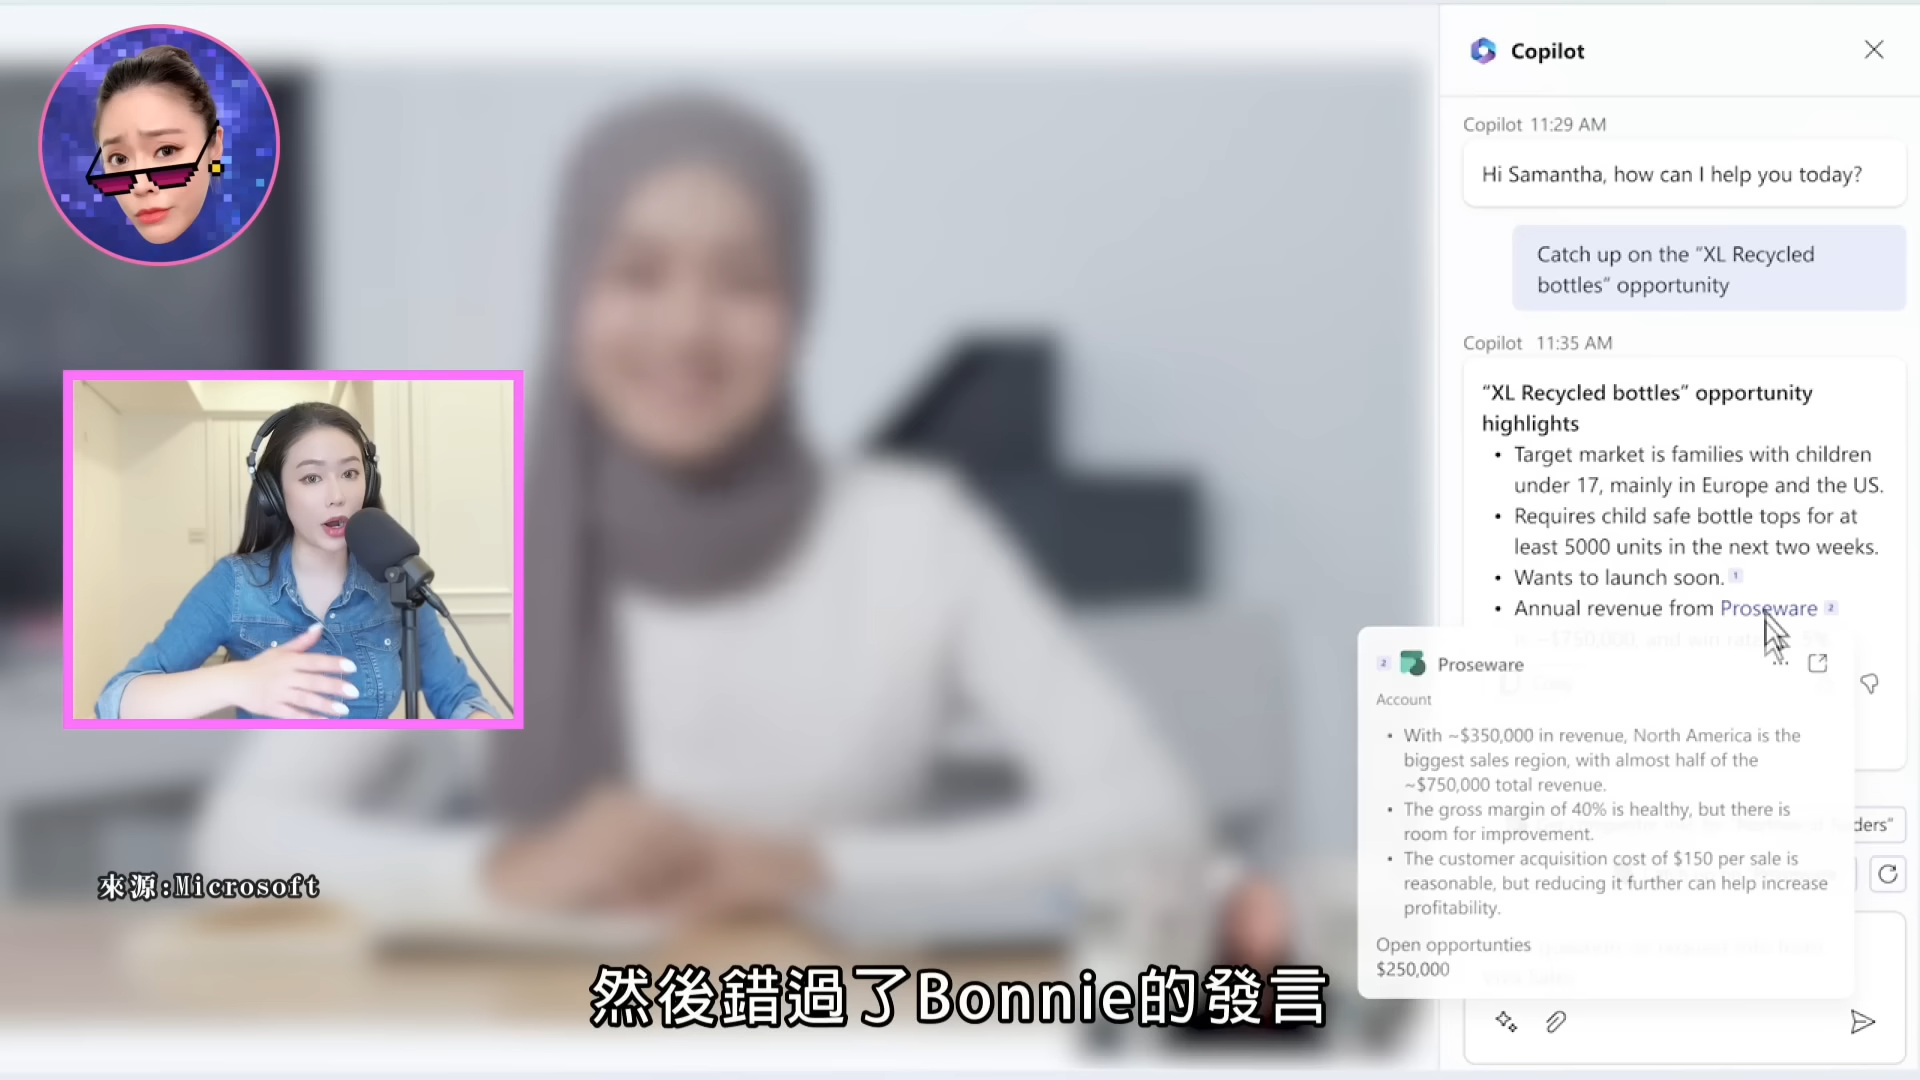 Copilot
Copilot 11:29 AM
Hi Samantha, how can I help you today?
Catch up on the “XL Recycled
bottles” opportunity
Copilot 11:35 AM
“XL Recycled bottles” opportunity
highlights
• Target market is families with children
under 17, mainly in Europe and the US.
• Requires child safe bottle tops for at
least 5000 units in the next two weeks.
• Wants to launch soon. 1
• Annual revenue from Proseware 2
2 Proseware
Account
• With ~$350,000 in revenue, North America is the
biggest sales region, with almost half of the
~$750,000 total revenue.
• The gross margin of 40% is healthy, but there is
room for improvement.
• The customer acquisition cost of $150 per sale is
reasonable, but reducing it further can help increase
profitability.
Open opportunties
$250,000
來源:Microsoft
然後錯過了Bonnie的發言